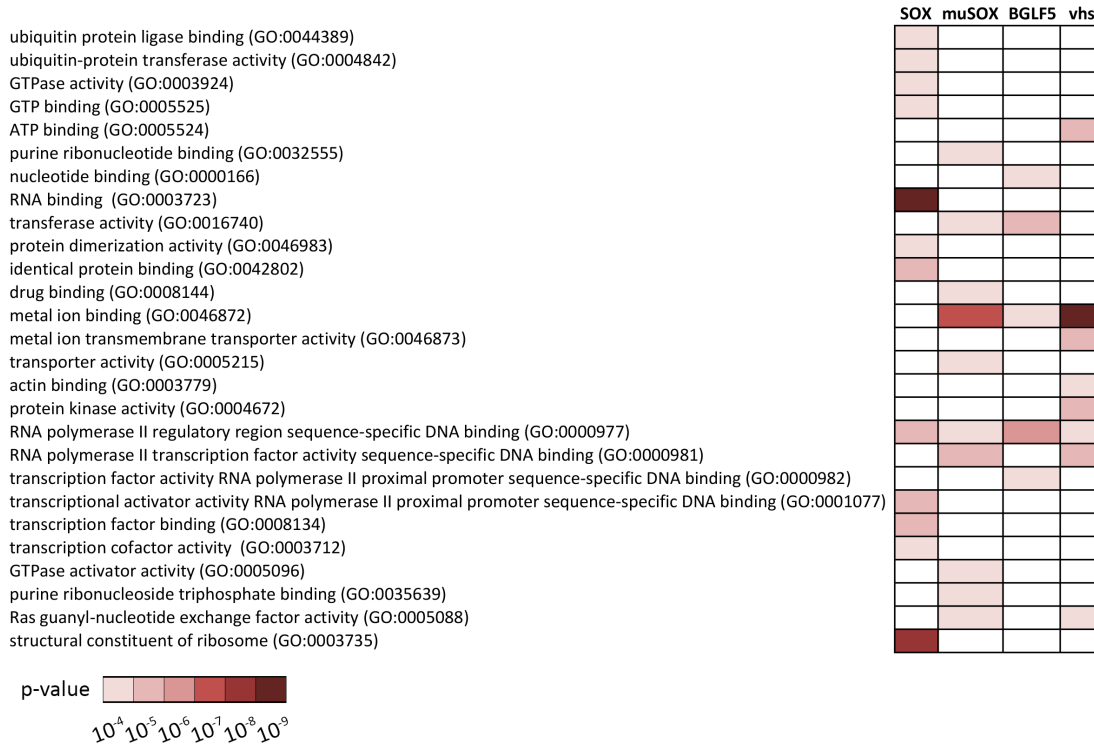 SOX muSOX BGLF5 vhs
ubiquitin protein ligase binding (GO:0044389)
ubiquitin-protein transferase activity (GO:0004842)
GTPase activity (GO:0003924)
GTP binding (GO:0005525)
ATP binding (GO:0005524)
purine ribonucleotide binding (GO:0032555)
nucleotide binding (GO:0000166)
RNA binding (GO:0003723)
transferase activity (GO:0016740)
protein dimerization activity (GO:0046983)
identical protein binding (GO:0042802)
drug binding (GO:0008144)
metal ion binding (GO:0046872)
metal ion transmembrane transporter activity (GO:0046873)
transporter activity (GO:0005215)
actin binding (GO:0003779)
protein kinase activity (GO:0004672)
RNA polymerase II regulatory region sequence-specific DNA binding (GO:0000977)
RNA polymerase II transcription factor activity sequence-specific DNA binding (GO:0000981)
transcription factor activity RNA polymerase II proximal promoter sequence-specific DNA binding (GO:0000982)
transcriptional activator activity RNA polymerase II proximal promoter sequence-specific DNA binding (GO:0001077)
transcription factor binding (GO:0008134)
transcription cofactor activity (GO:0003712)
GTPase activator activity (GO:0005096)
purine ribonucleoside triphosphate binding (GO:0035639)
Ras guanyl-nucleotide exchange factor activity (GO:0005088)
structural constituent of ribosome (GO:0003735)
p-value
10⁻⁴ 10⁻⁵ 10⁻⁶ 10⁻⁷ 10⁻⁸ 10⁻⁹